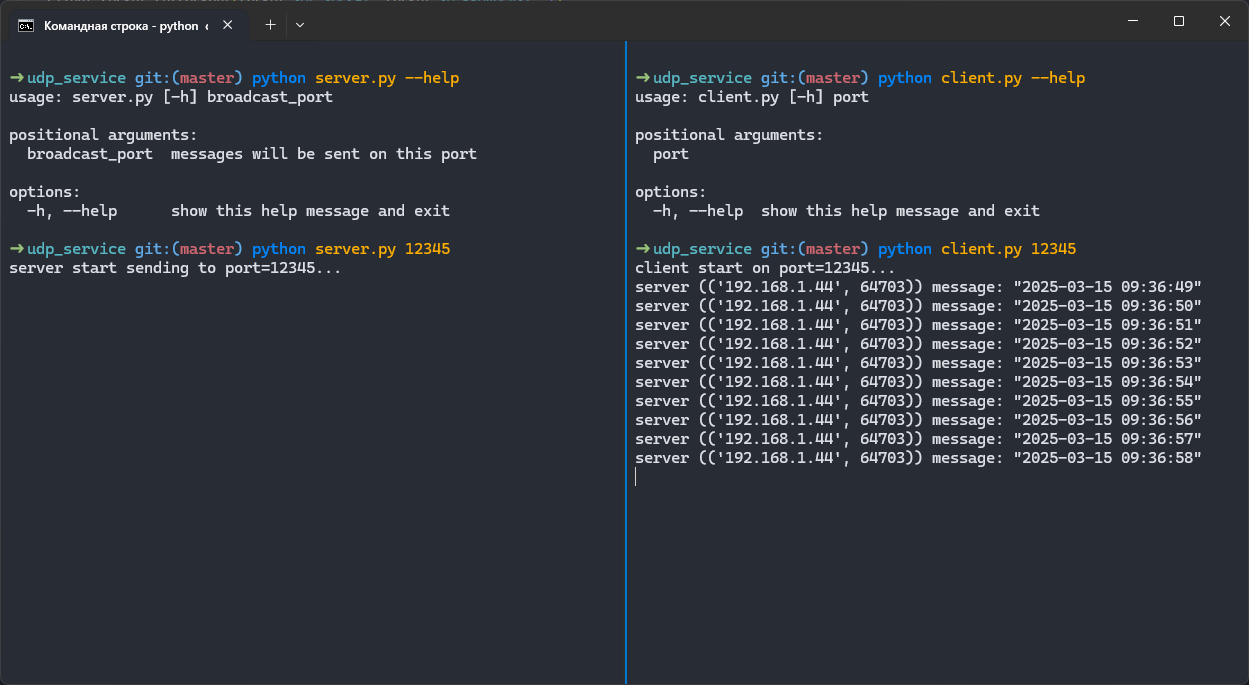 Командная строка - python
➜ udp_service git:(master) python server.py --help
usage: server.py [-h] broadcast_port
positional arguments:
broadcast_port  messages will be sent on this port
options:
-h, --help      show this help message and exit
➜ udp_service git:(master) python server.py 12345
server start sending to port=12345...
➜ udp_service git:(master) python client.py --help
usage: client.py [-h] port
positional arguments:
port
options:
-h, --help  show this help message and exit
➜ udp_service git:(master) python client.py 12345
client start on port=12345...
server (('192.168.1.44', 64703)) message: "2025-03-15 09:36:49"
server (('192.168.1.44', 64703)) message: "2025-03-15 09:36:50"
server (('192.168.1.44', 64703)) message: "2025-03-15 09:36:51"
server (('192.168.1.44', 64703)) message: "2025-03-15 09:36:52"
server (('192.168.1.44', 64703)) message: "2025-03-15 09:36:53"
server (('192.168.1.44', 64703)) message: "2025-03-15 09:36:54"
server (('192.168.1.44', 64703)) message: "2025-03-15 09:36:55"
server (('192.168.1.44', 64703)) message: "2025-03-15 09:36:56"
server (('192.168.1.44', 64703)) message: "2025-03-15 09:36:57"
server (('192.168.1.44', 64703)) message: "2025-03-15 09:36:58"